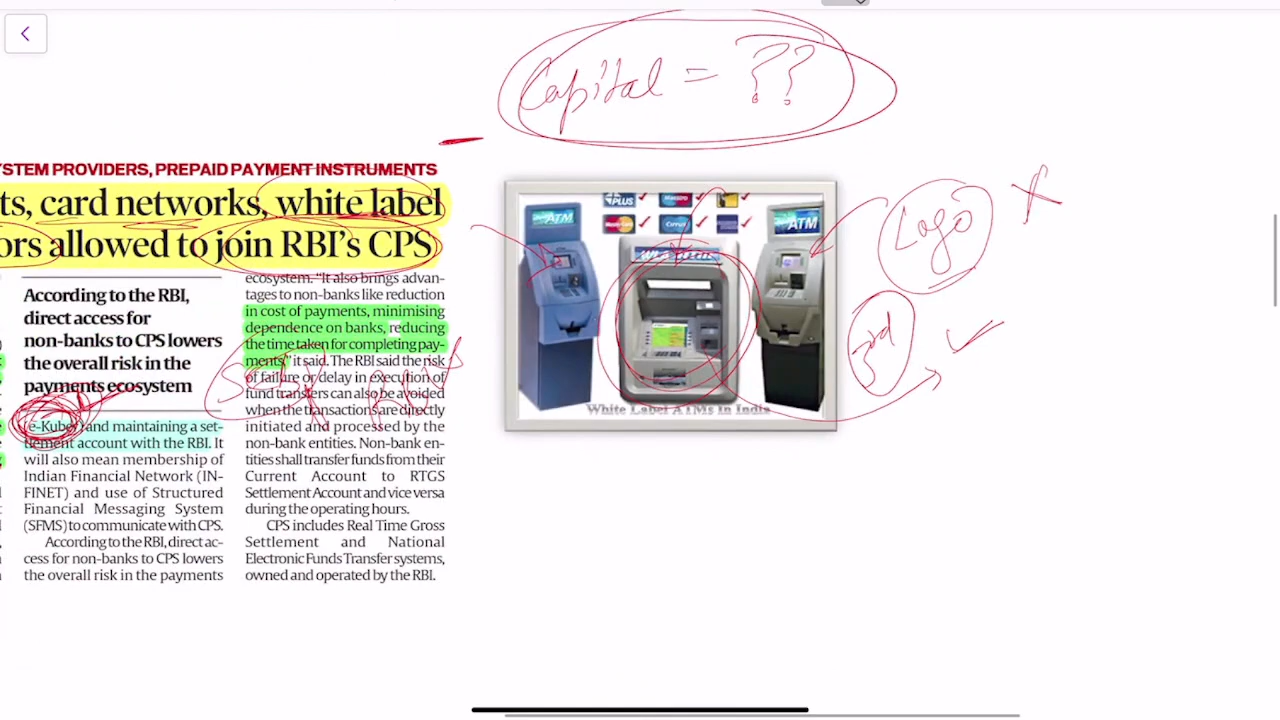 Capital = ??
YSTEM PROVIDERS, PREPAID PAYMENT INSTRUMENTS
ts, card networks, white label
ors allowed to join RBI's CPS
According to the RBI,
direct access for
non-banks to CPS lowers
the overall risk in the
payments ecosystem
(e-Kuber) and maintaining a set-
tlement account with the RBI. It
will also mean membership of
Indian Financial Network (IN-
FINET) and use of Structured
Financial Messaging System
(SFMS) to communicate with CPS.
According to the RBI, direct ac-
cess for non-banks to CPS lowers
the overall risk in the payments
ecosystem. "It also brings advan-
tages to non-banks like reduction
in cost of payments, minimising
dependence on banks, reducing
the time taken for completing pay-
ments," it said. The RBI said the risk
of failure or delay in execution of
fund transfers can also be avoided
when the transactions are directly
initiated and processed by the
non-bank entities. Non-bank en-
tities shall transfer funds from their
Current Account to RTGS
Settlement Account and vice versa
during the operating hours.
CPS includes Real Time Gross
Settlement and National
Electronic Funds Transfer systems,
owned and operated by the RBI.
PLUS
Maestro
MasterCard
Cirrus
ATM
ATM
White Label ATMs In India
Logo X
3rd